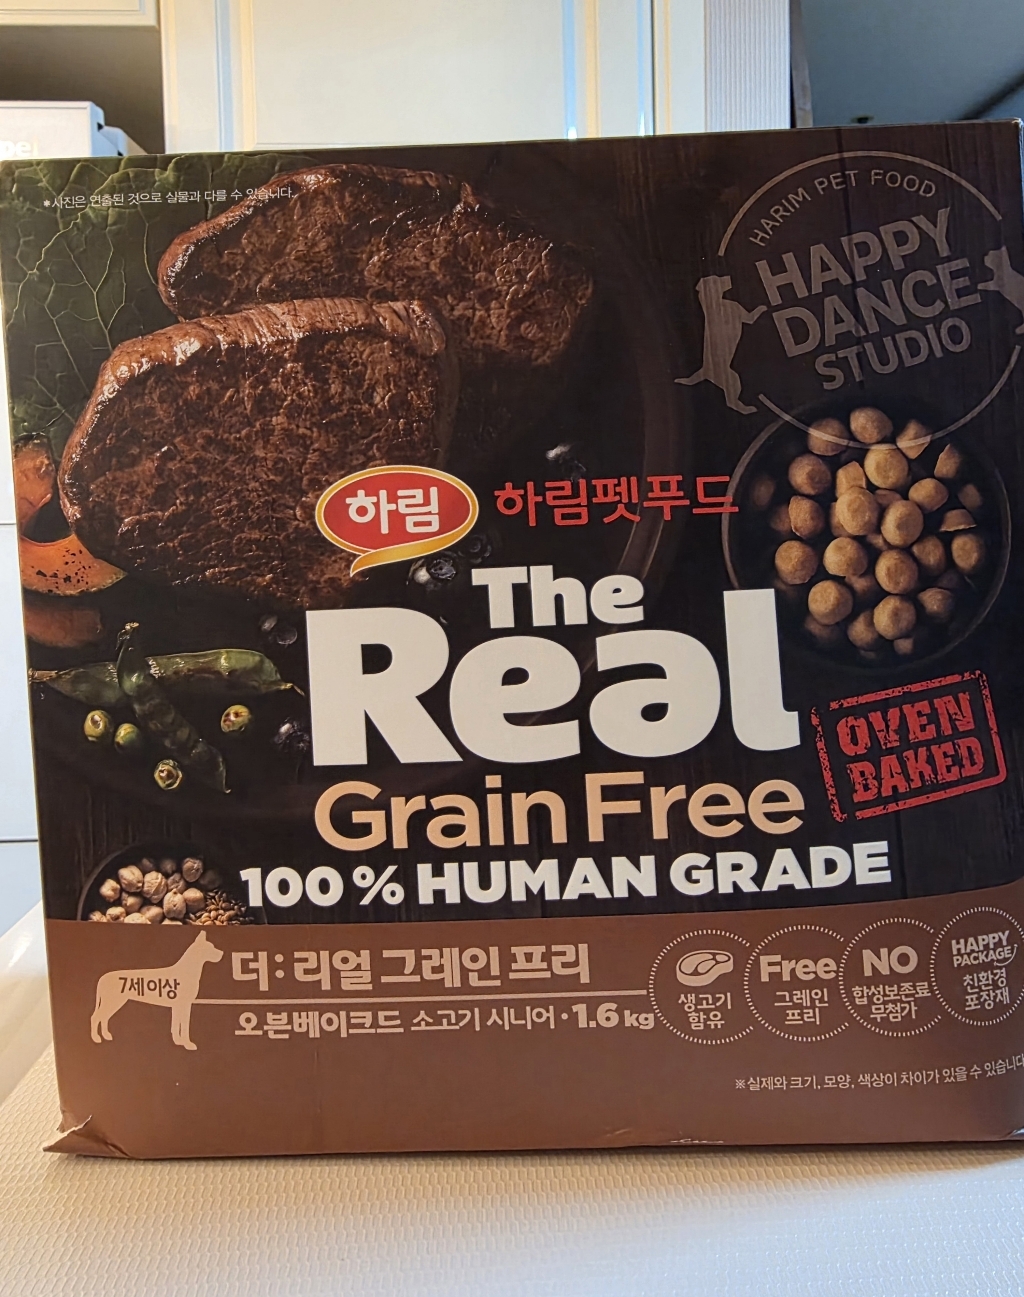 *사진은 연출된 것으로 실물과 다를 수 있습니다.
HARIM PET FOOD
HAPPY
DANCE
STUDIO
하림 하림펫푸드
The
Real
Grain Free
100% HUMAN GRADE
OVEN
BAKED
7세이상
더:리얼 그레인 프리
오븐베이크드 소고기 시니어·1.6kg
생고기
함유
Free
그레인
프리
NO
합성보존료
무첨가
HAPPY
PACKAGE
친환경
포장재
※실제와 크기, 모양, 색상이 차이가 있을 수 있습니다